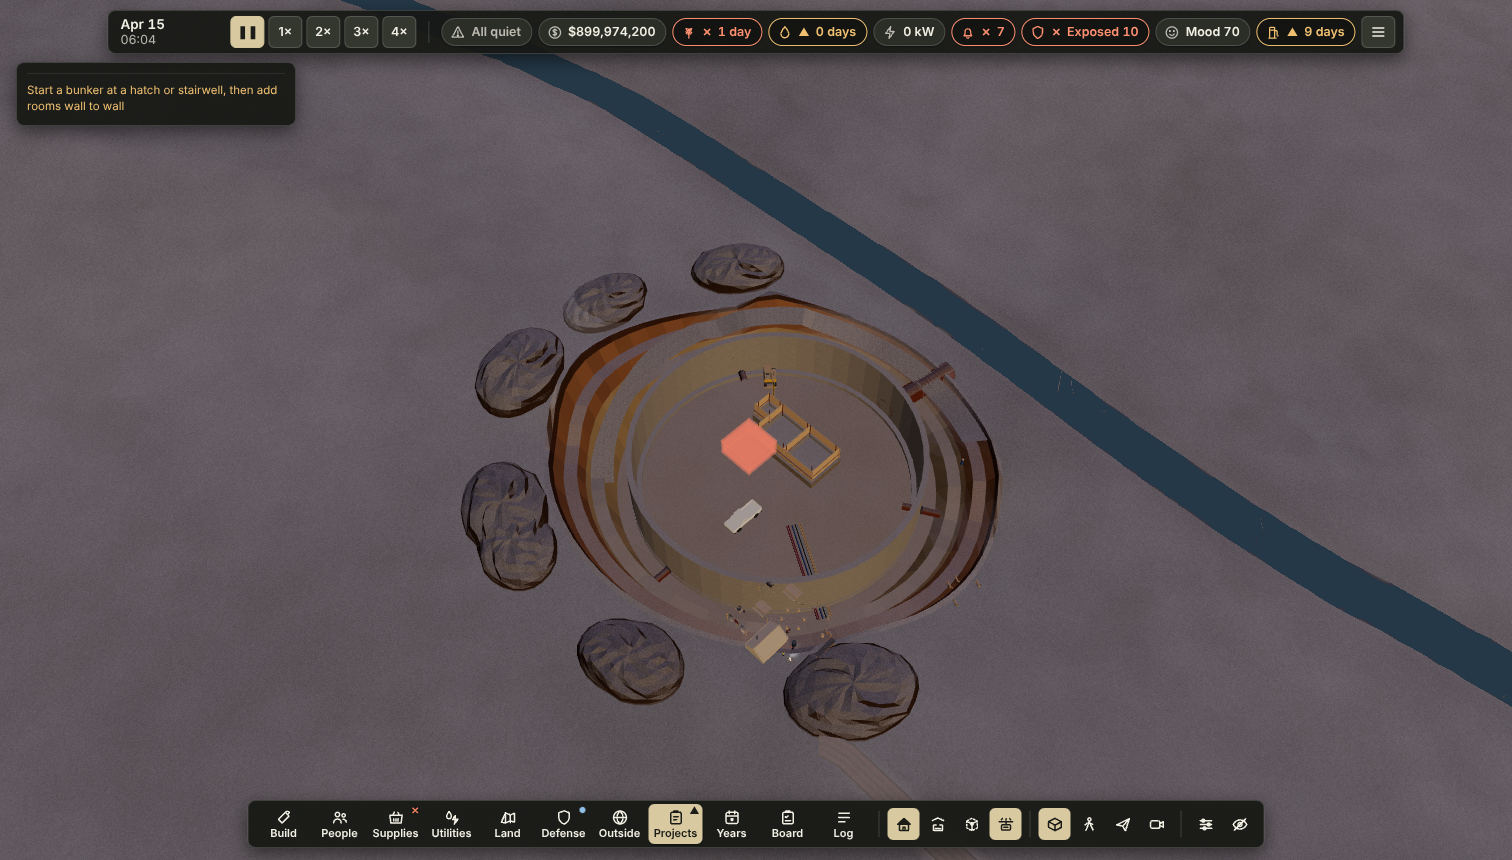 Apr 15
06:04
1×
2×
3×
4×
All quiet
$899,974,200
× 1 day
0 days
0 kW
× 7
× Exposed 10
Mood 70
9 days
Start a bunker at a hatch or stairwell, then add
rooms wall to wall
Build
People
Supplies
Utilities
Land
Defense
Outside
Projects
Years
Board
Log